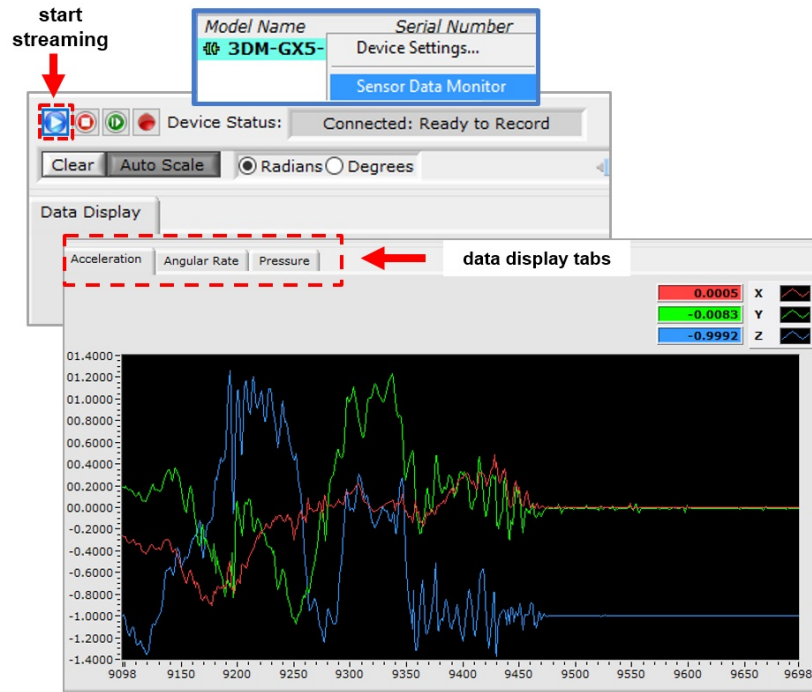 start
streaming
Model Name Serial Number
3DM-GX5-
Device Settings...
Sensor Data Monitor
Device Status: Connected: Ready to Record
Clear Auto Scale Radians Degrees
Data Display
Acceleration Angular Rate Pressure
data display tabs
0.0005 X
-0.0083 Y
-0.9992 Z
01.4000
01.2000
01.0000
00.8000
00.6000
00.4000
00.2000
00.0000
-0.2000
-0.4000
-0.6000
-0.8000
-1.0000
-1.2000
-1.4000
9098 9150 9200 9250 9300 9350 9400 9450 9500 9550 9600 9650 9698